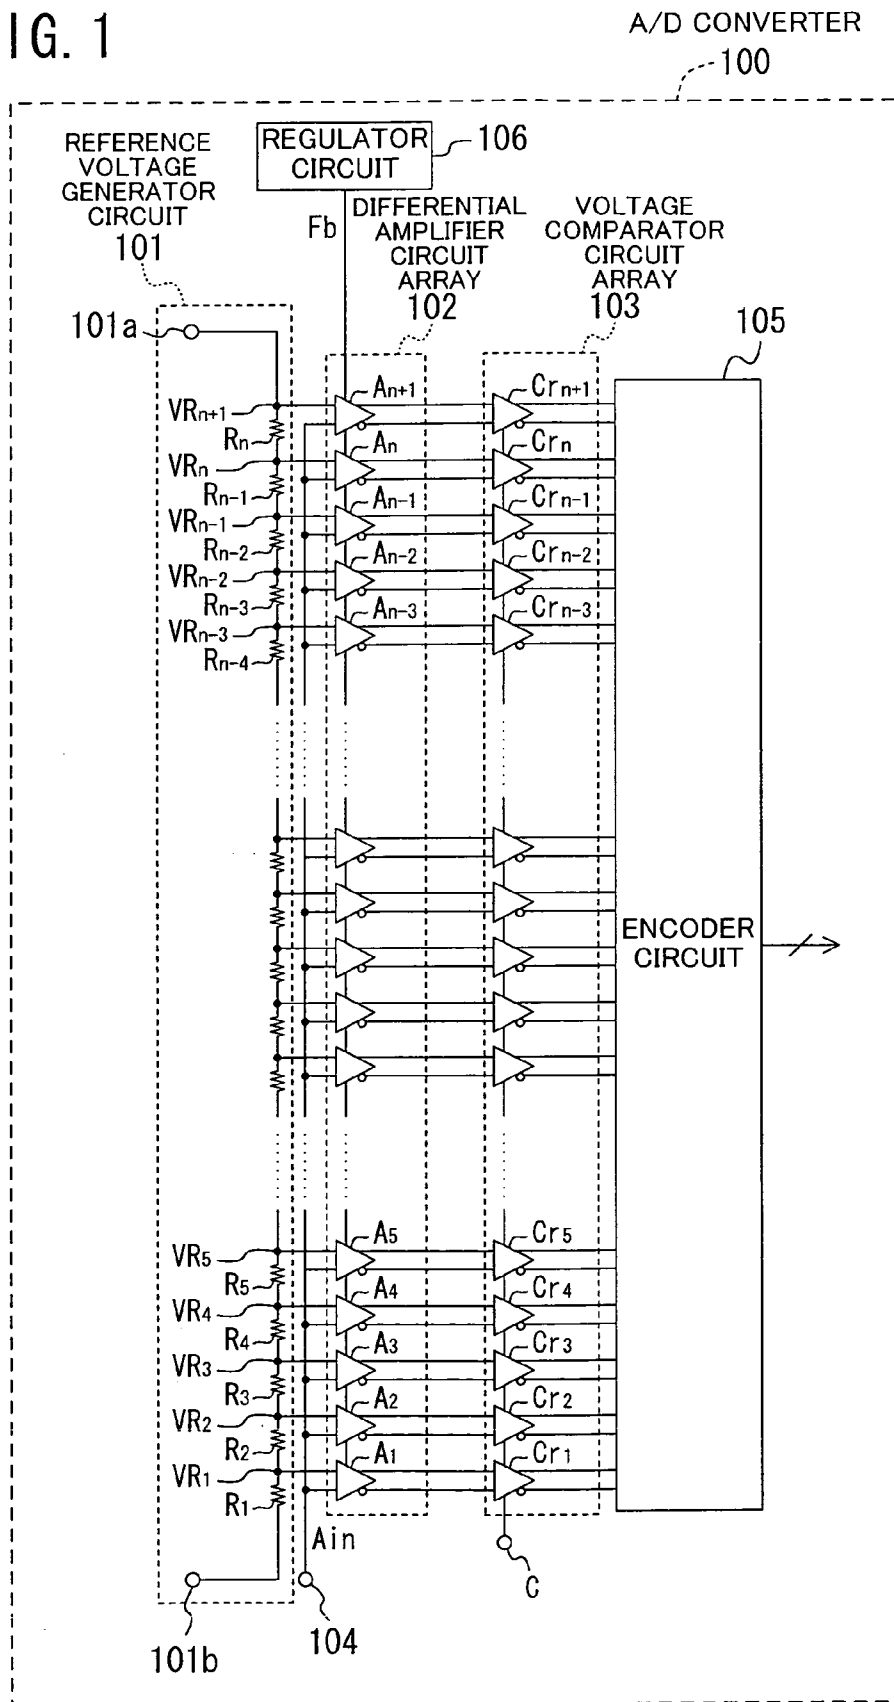 IG. 1
A/D CONVERTER
100
REFERENCE
VOLTAGE
GENERATOR
CIRCUIT
101
REGULATOR
CIRCUIT
106
Fb
DIFFERENTIAL
AMPLIFIER
CIRCUIT
ARRAY
102
VOLTAGE
COMPARATOR
CIRCUIT
ARRAY
103
105
101a
An+1
Crn+1
VRn+1
Rn
An
Crn
VRn
Rn-1
An-1
Crn-1
VRn-1
Rn-2
An-2
Crn-2
VRn-2
Rn-3
An-3
Crn-3
VRn-3
Rn-4
ENCODER
CIRCUIT
A5
Cr5
VR5
R5
A4
Cr4
VR4
R4
A3
Cr3
VR3
R3
A2
Cr2
VR2
R2
A1
Cr1
VR1
R1
Ain
C
104
101b